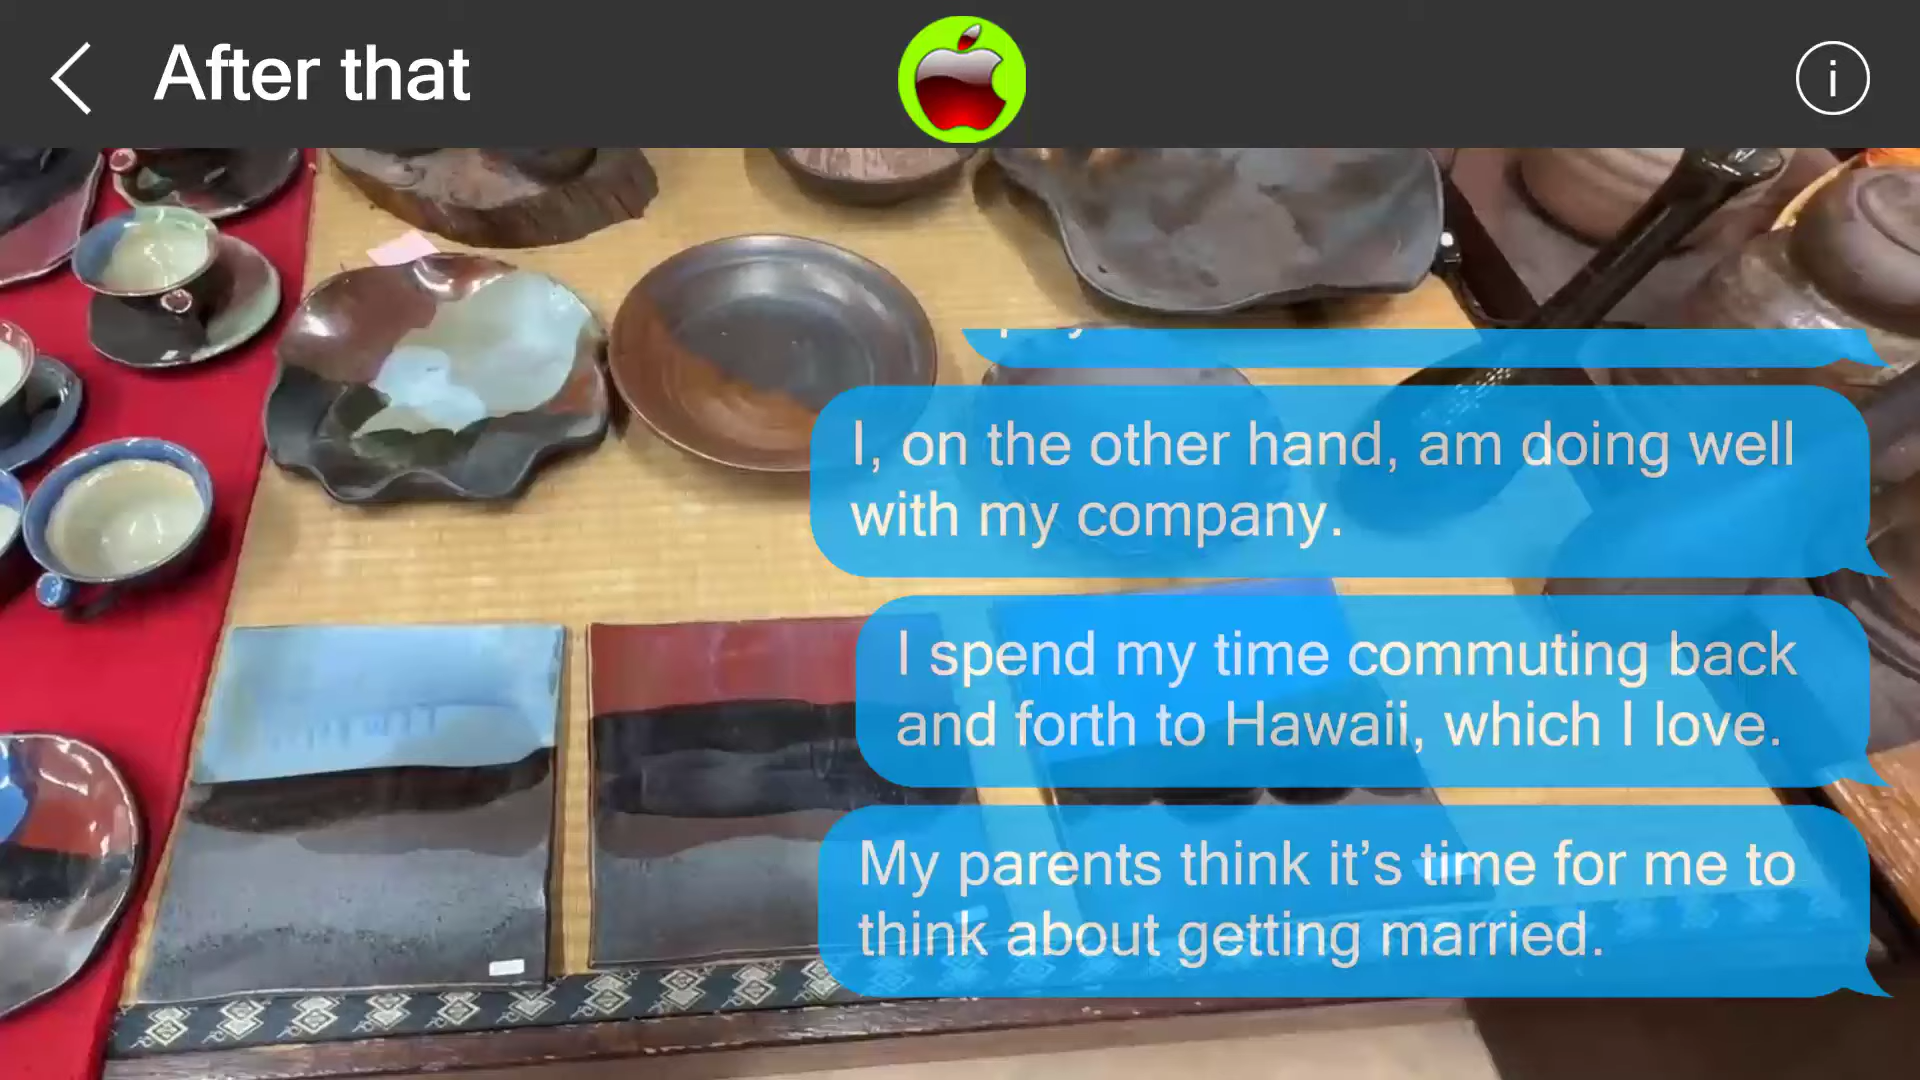 After that
I, on the other hand, am doing well
with my company.
I spend my time commuting back
and forth to Hawaii, which I love.
My parents think it’s time for me to
think about getting married.